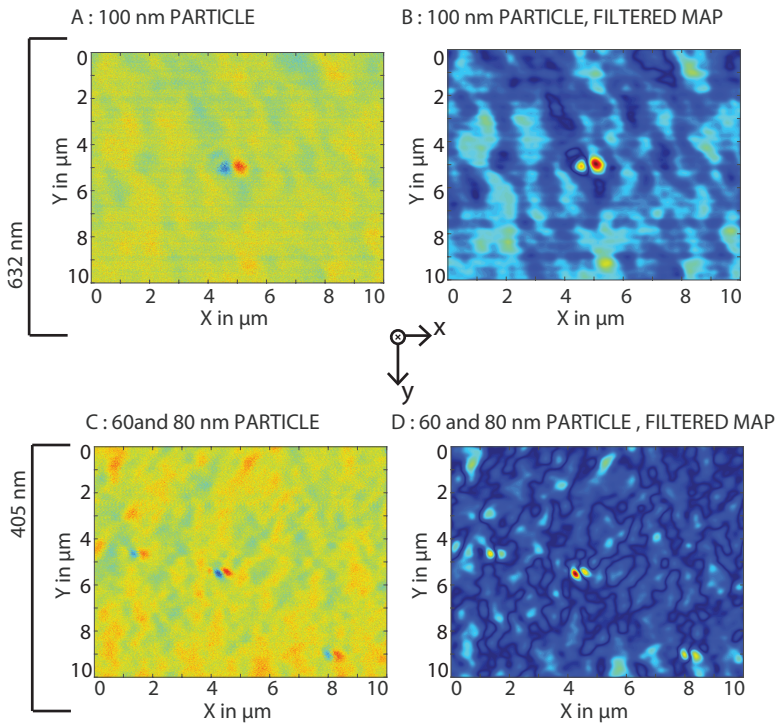 A : 100 nm PARTICLE
B : 100 nm PARTICLE, FILTERED MAP
632 nm
Y in µm
0
2
4
6
8
10
0 2 4 6 8 10
X in µm
Y in µm
0
2
4
6
8
10
0 2 4 6 8 10
X in µm
x
y
C : 60and 80 nm PARTICLE
D : 60 and 80 nm PARTICLE , FILTERED MAP
405 nm
Y in µm
0
2
4
6
8
10
0 2 4 6 8 10
X in µm
Y in µm
0
2
4
6
8
10
0 2 4 6 8 10
X in µm